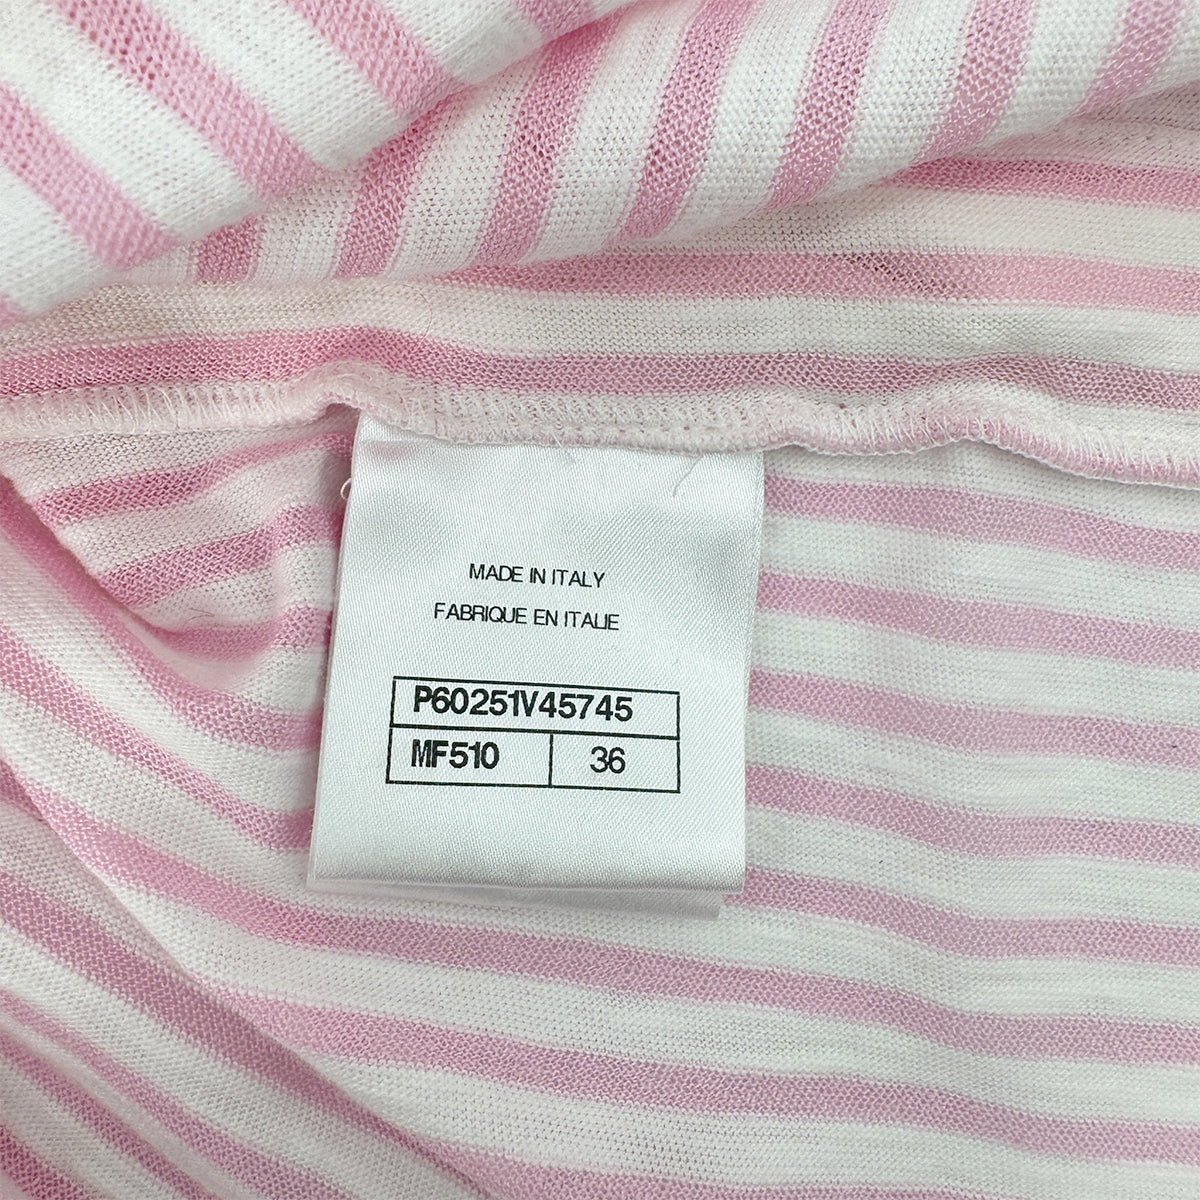 MADE IN ITALY
FABRIQUE EN ITALIE
P60251V45745
MF510 36